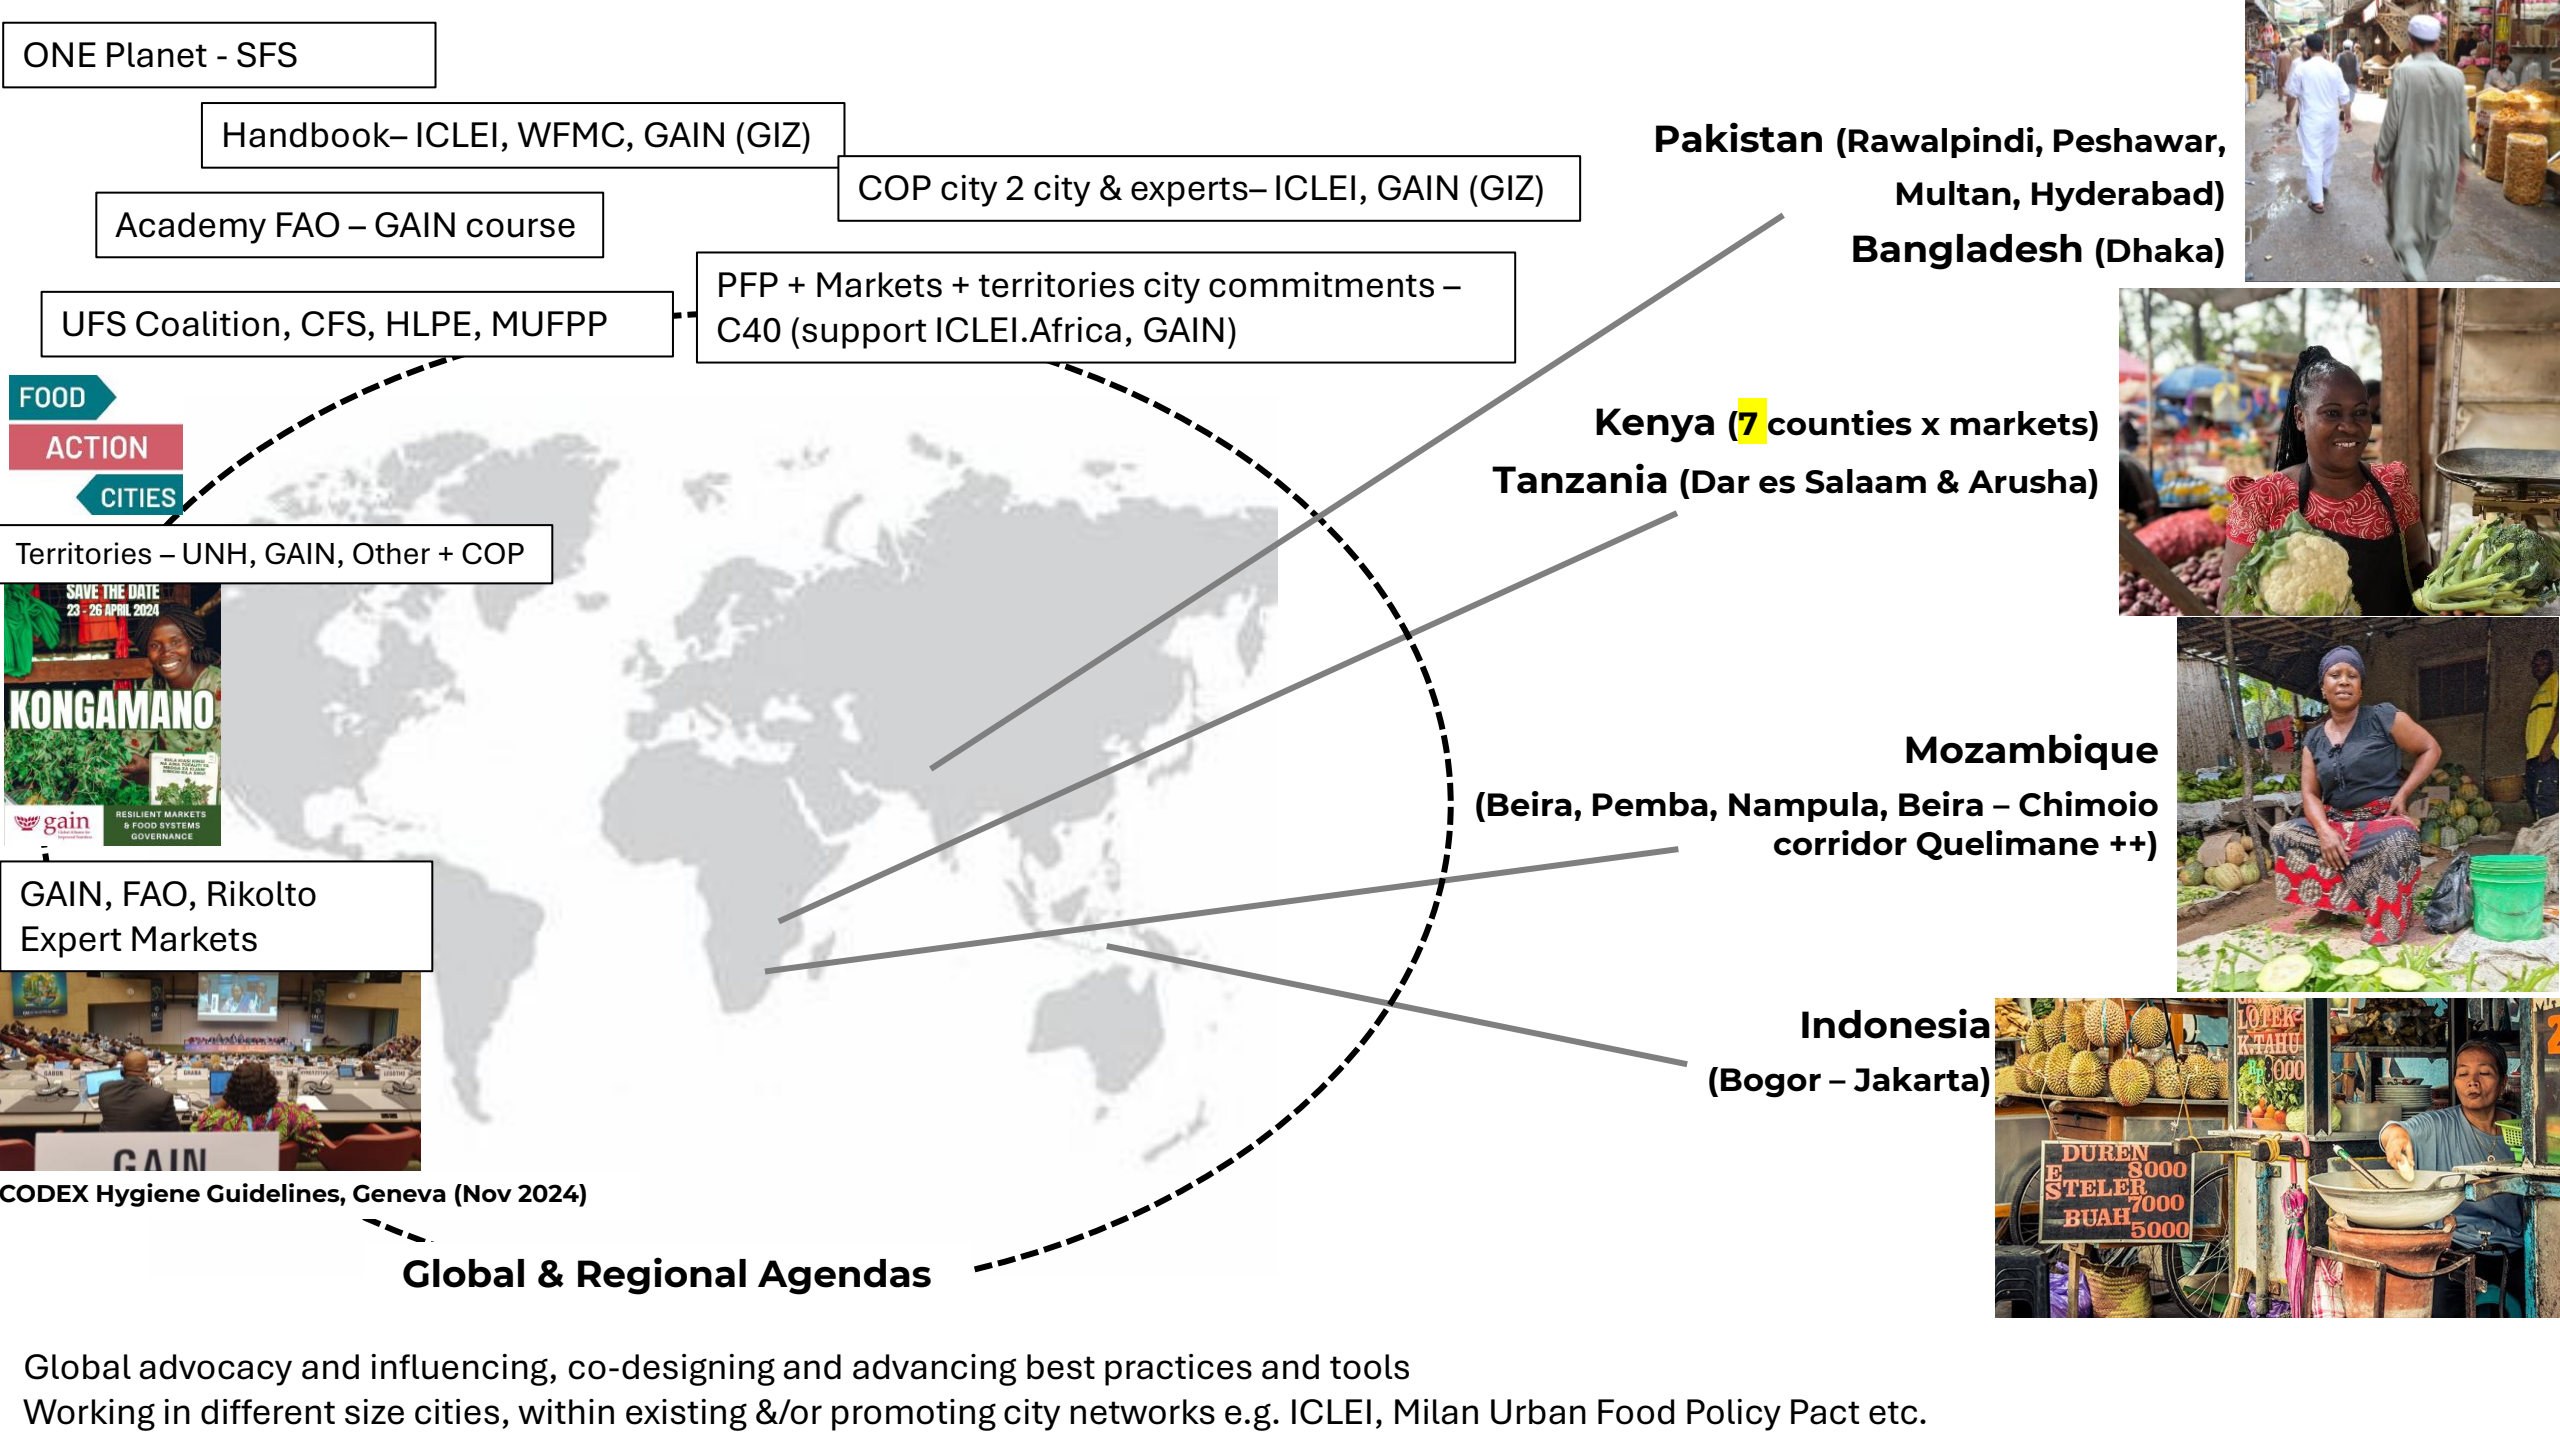 ONE Planet - SFS
Handbook– ICLEI, WFMC, GAIN (GIZ)
COP city 2 city & experts– ICLEI, GAIN (GIZ)
Academy FAO – GAIN course
PFP + Markets + territories city commitments –
C40 (support ICLEI.Africa, GAIN)
UFS Coalition, CFS, HLPE, MUFPP
FOOD
ACTION
CITIES
Territories – UNH, GAIN, Other + COP
SAVE THE DATE
23 - 26 APRIL 2024
KONGAMANO
gain
RESILIENT MARKETS
& FOOD SYSTEMS
GOVERNANCE
GAIN, FAO, Rikolto
Expert Markets
GAIN
CODEX Hygiene Guidelines, Geneva (Nov 2024)
Global & Regional Agendas
Pakistan (Rawalpindi, Peshawar,
Multan, Hyderabad)
Bangladesh (Dhaka)
Kenya (7 counties x markets)
Tanzania (Dar es Salaam & Arusha)
Mozambique
(Beira, Pemba, Nampula, Beira – Chimoio
corridor Quelimane ++)
Indonesia
(Bogor – Jakarta)
LOTEK
K.TAHU
DUREN
8000
ESTELER
7000
BUAH
5000
Global advocacy and influencing, co-designing and advancing best practices and tools
Working in different size cities, within existing &/or promoting city networks e.g. ICLEI, Milan Urban Food Policy Pact etc.